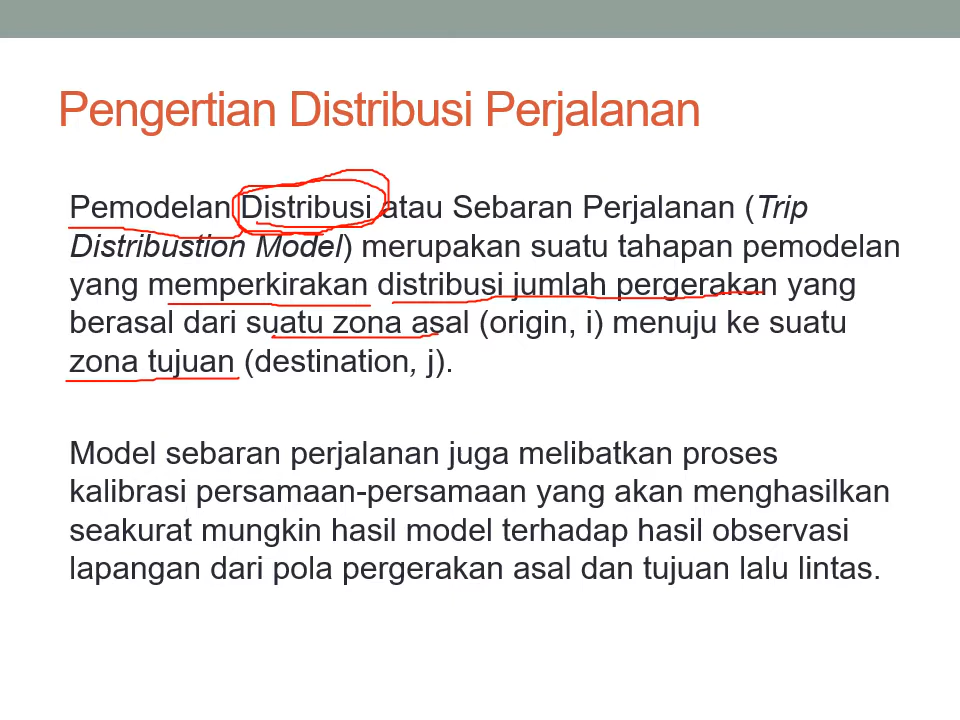 Pengertian Distribusi Perjalanan
Pemodelan Distribusi atau Sebaran Perjalanan (Trip
Distribustion Model) merupakan suatu tahapan pemodelan
yang memperkirakan distribusi jumlah pergerakan yang
berasal dari suatu zona asal (origin, i) menuju ke suatu
zona tujuan (destination, j).
Model sebaran perjalanan juga melibatkan proses
kalibrasi persamaan-persamaan yang akan menghasilkan
seakurat mungkin hasil model terhadap hasil observasi
lapangan dari pola pergerakan asal dan tujuan lalu lintas.